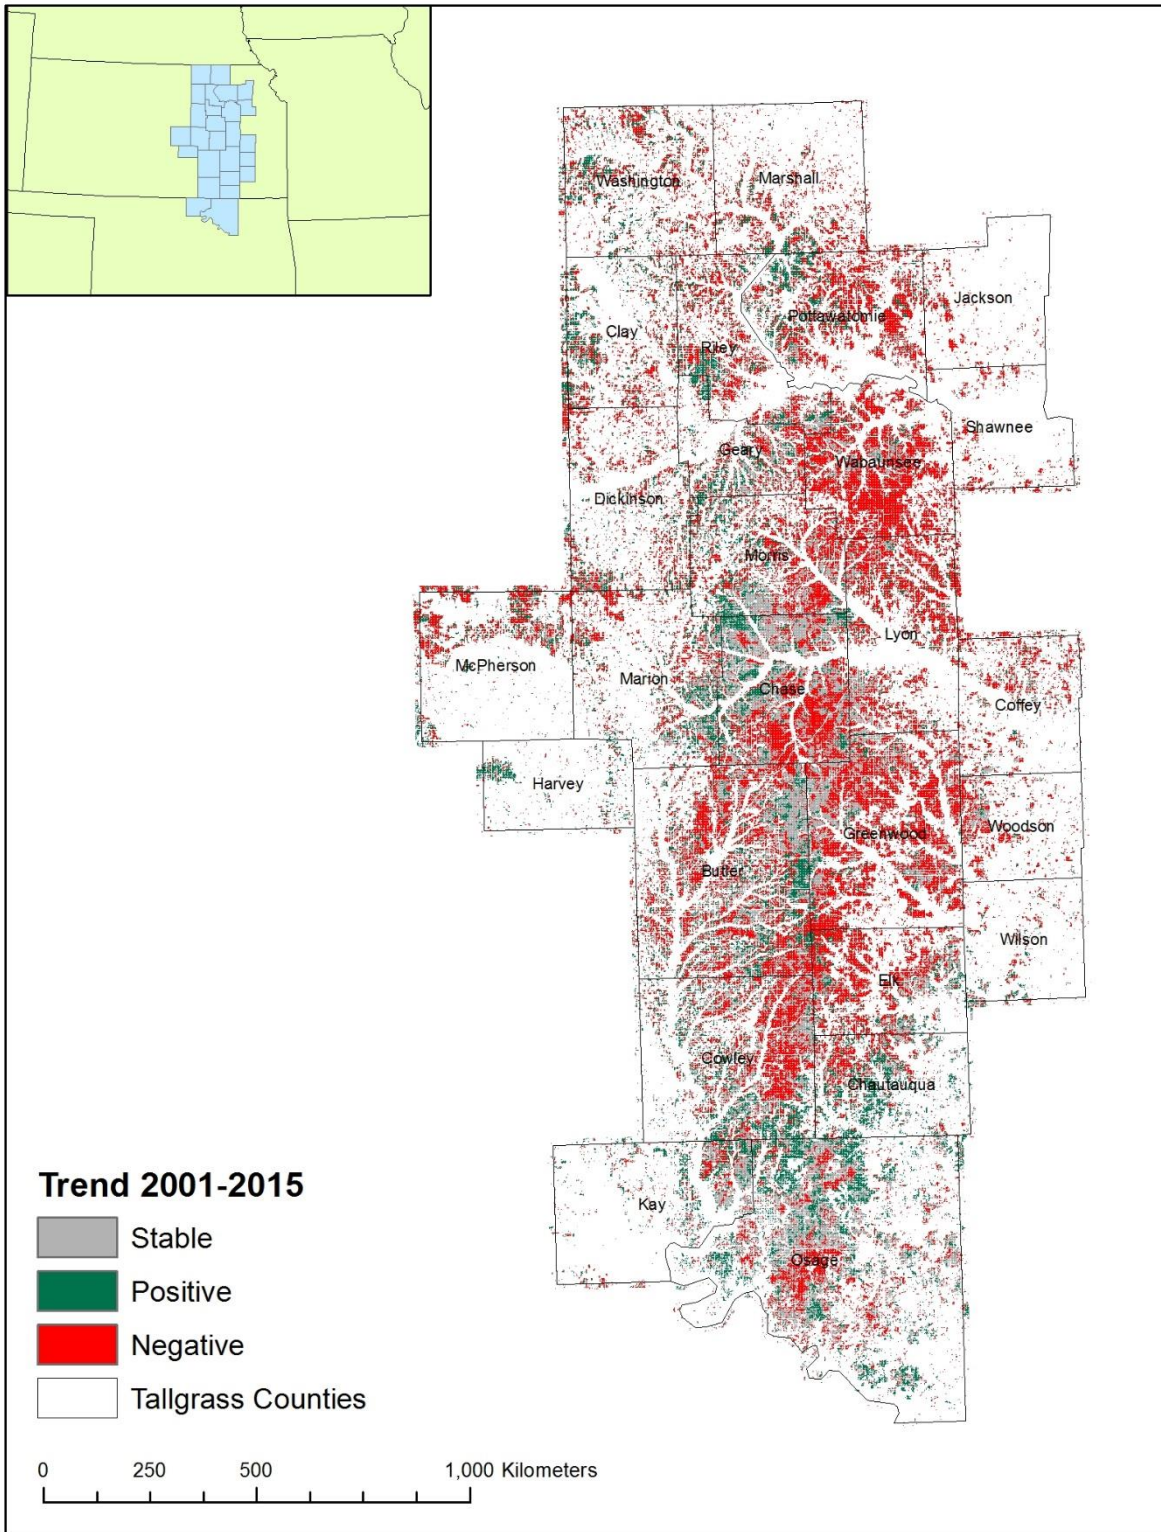 Washington
Marshall
Jackson
Pottawatomie
Clay
Riley
Shawnee
Geary
Wabaunsee
Dickinson
Morris
Lyon
McPherson
Marion
Chase
Coffey
Harvey
Greenwood
Woodson
Butler
Wilson
Elk
Cowley
Chautauqua
Kay
Osage
Trend 2001-2015
Stable
Positive
Negative
Tallgrass Counties
0 250 500 1,000 Kilometers